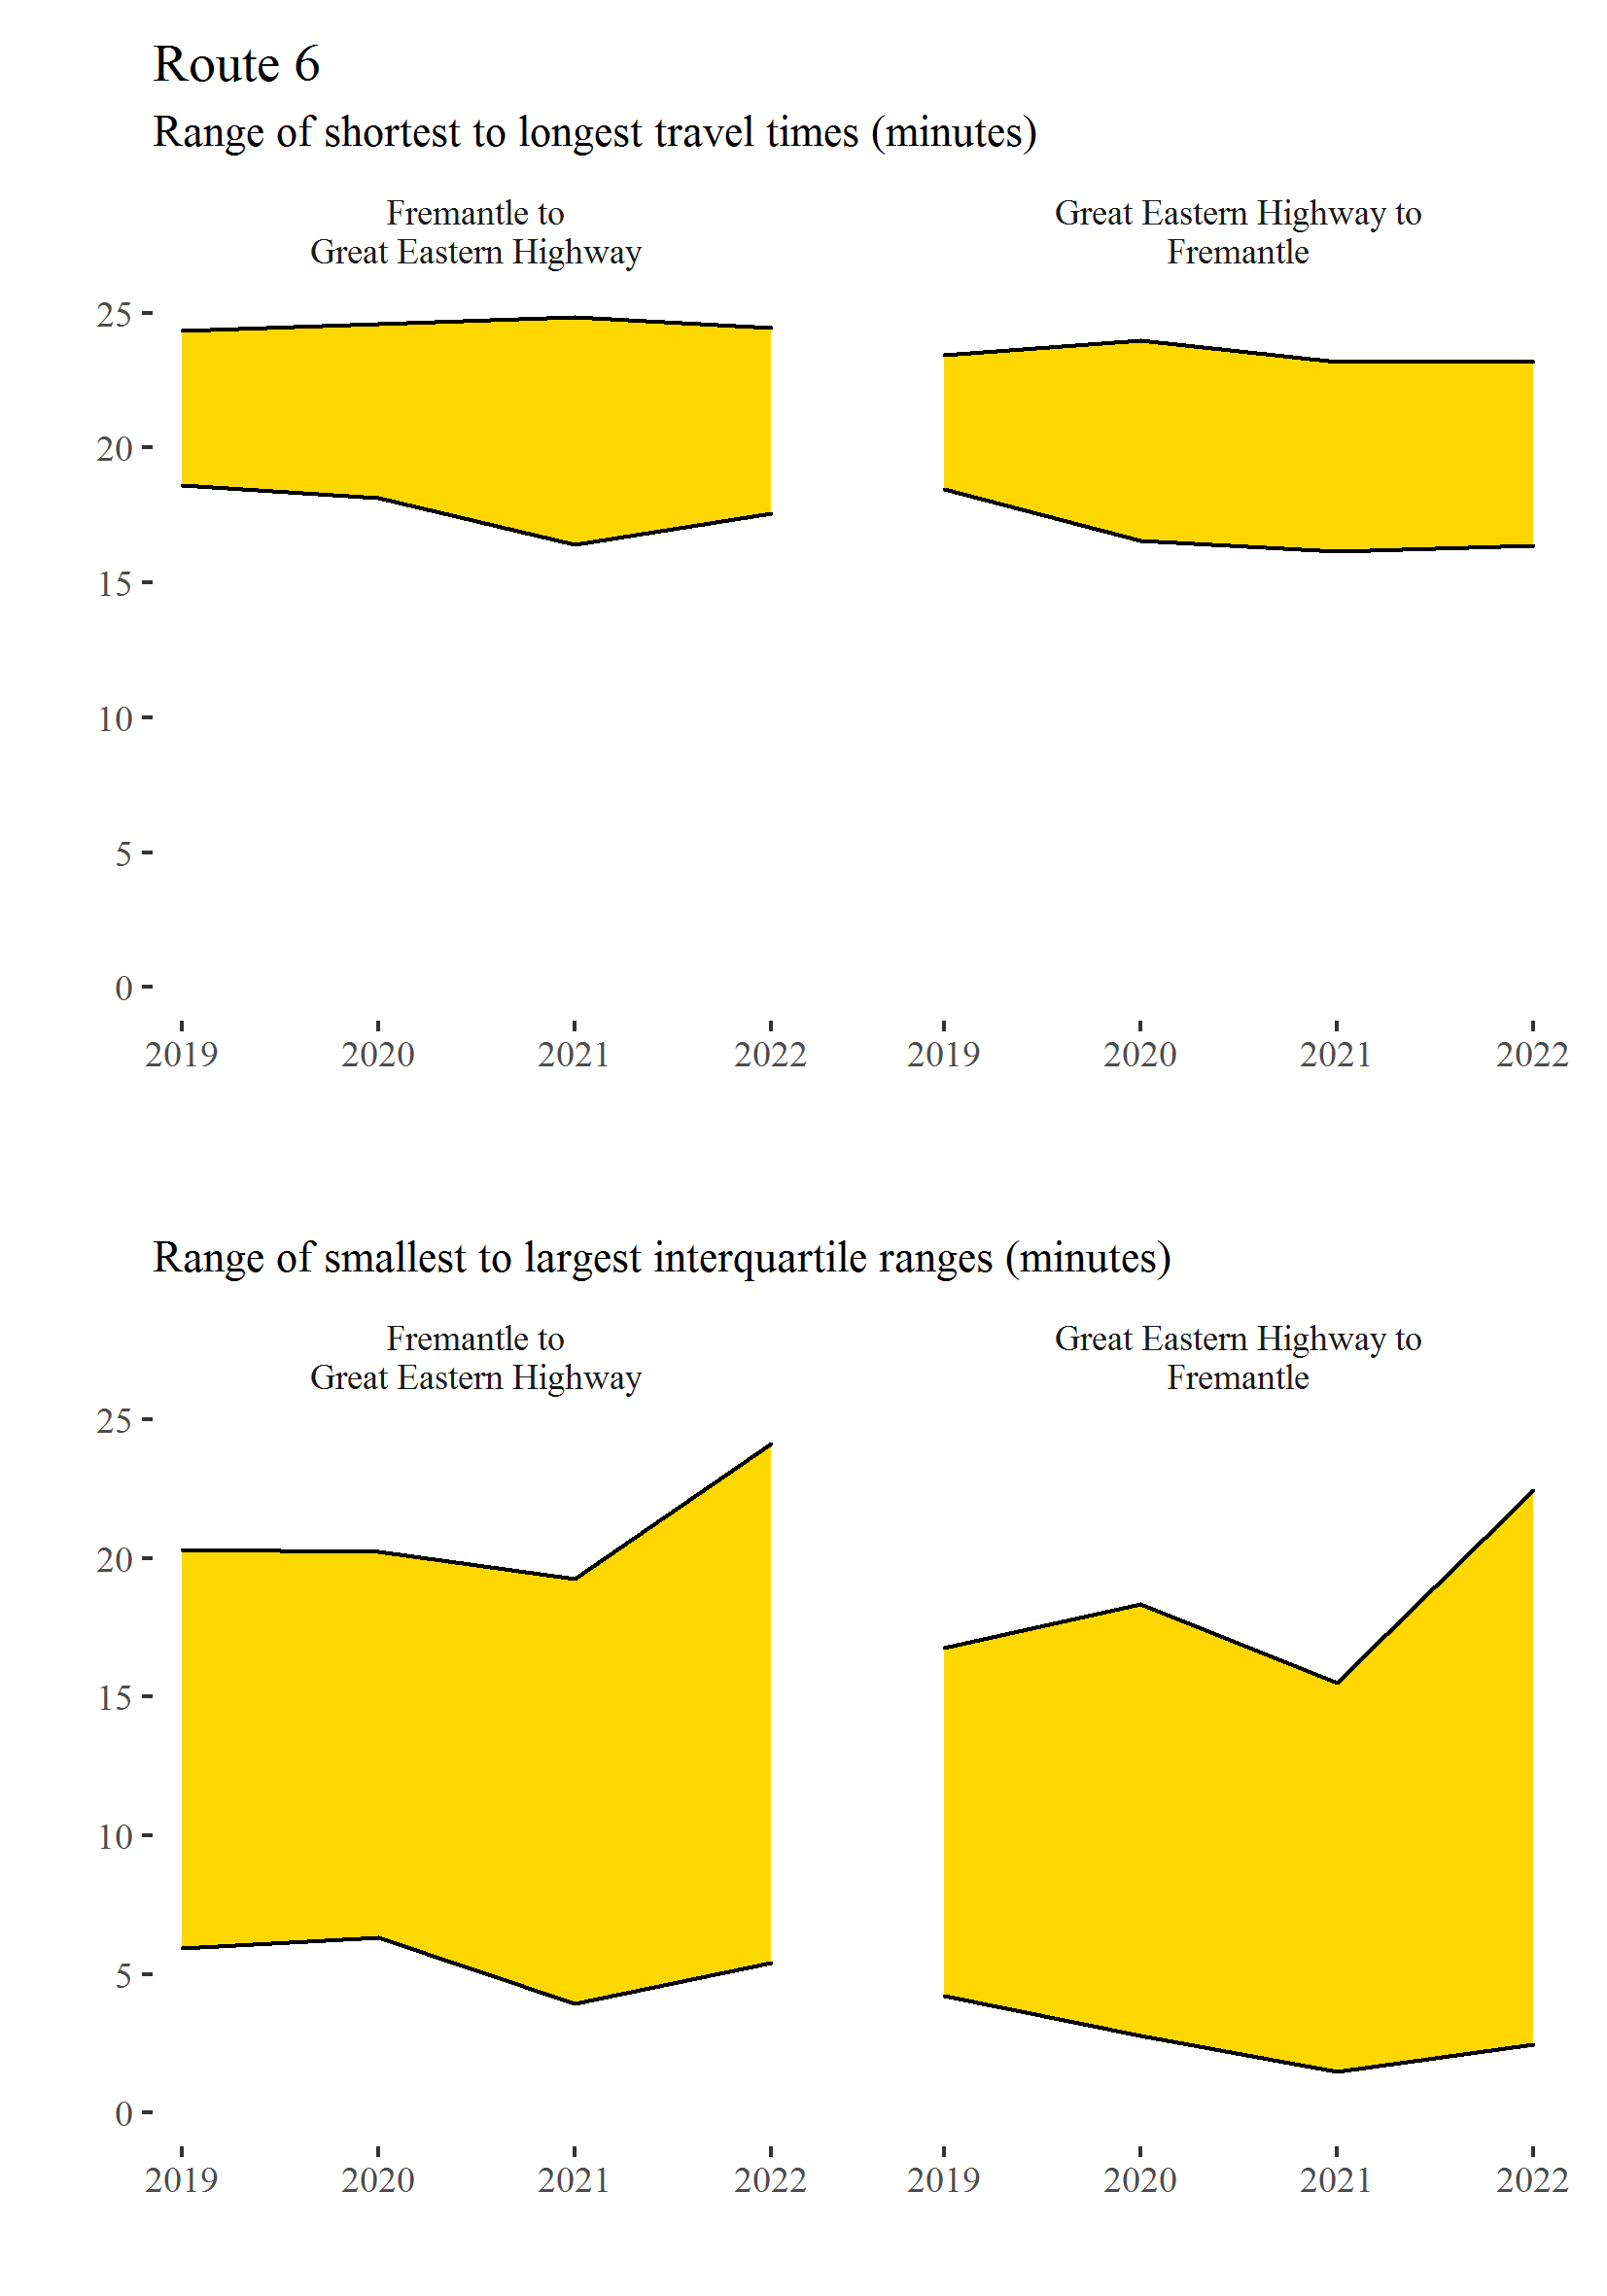 Route 6
Range of shortest to longest travel times (minutes)
Fremantle to
Great Eastern Highway
Great Eastern Highway to
Fremantle
25
20
15
10
5
0
2019 2020 2021 2022 2019 2020 2021 2022
Range of smallest to largest interquartile ranges (minutes)
Fremantle to
Great Eastern Highway
Great Eastern Highway to
Fremantle
25
20
15
10
5
0
2019 2020 2021 2022 2019 2020 2021 2022